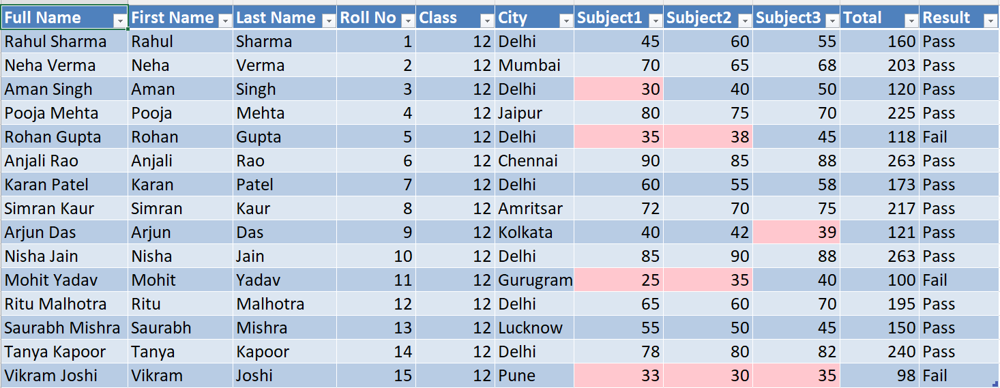 Full Name First Name Last Name Roll No Class City Subject1 Subject2 Subject3 Total Result
Rahul Sharma Rahul Sharma 1 12 Delhi 45 60 55 160 Pass
Neha Verma Neha Verma 2 12 Mumbai 70 65 68 203 Pass
Aman Singh Aman Singh 3 12 Delhi 30 40 50 120 Pass
Pooja Mehta Pooja Mehta 4 12 Jaipur 80 75 70 225 Pass
Rohan Gupta Rohan Gupta 5 12 Delhi 35 38 45 118 Fail
Anjali Rao Anjali Rao 6 12 Chennai 90 85 88 263 Pass
Karan Patel Karan Patel 7 12 Delhi 60 55 58 173 Pass
Simran Kaur Simran Kaur 8 12 Amritsar 72 70 75 217 Pass
Arjun Das Arjun Das 9 12 Kolkata 40 42 39 121 Pass
Nisha Jain Nisha Jain 10 12 Delhi 85 90 88 263 Pass
Mohit Yadav Mohit Yadav 11 12 Gurugram 25 35 40 100 Fail
Ritu Malhotra Ritu Malhotra 12 12 Delhi 65 60 70 195 Pass
Saurabh Mishra Saurabh Mishra 13 12 Lucknow 55 50 45 150 Pass
Tanya Kapoor Tanya Kapoor 14 12 Delhi 78 80 82 240 Pass
Vikram Joshi Vikram Joshi 15 12 Pune 33 30 35 98 Fail